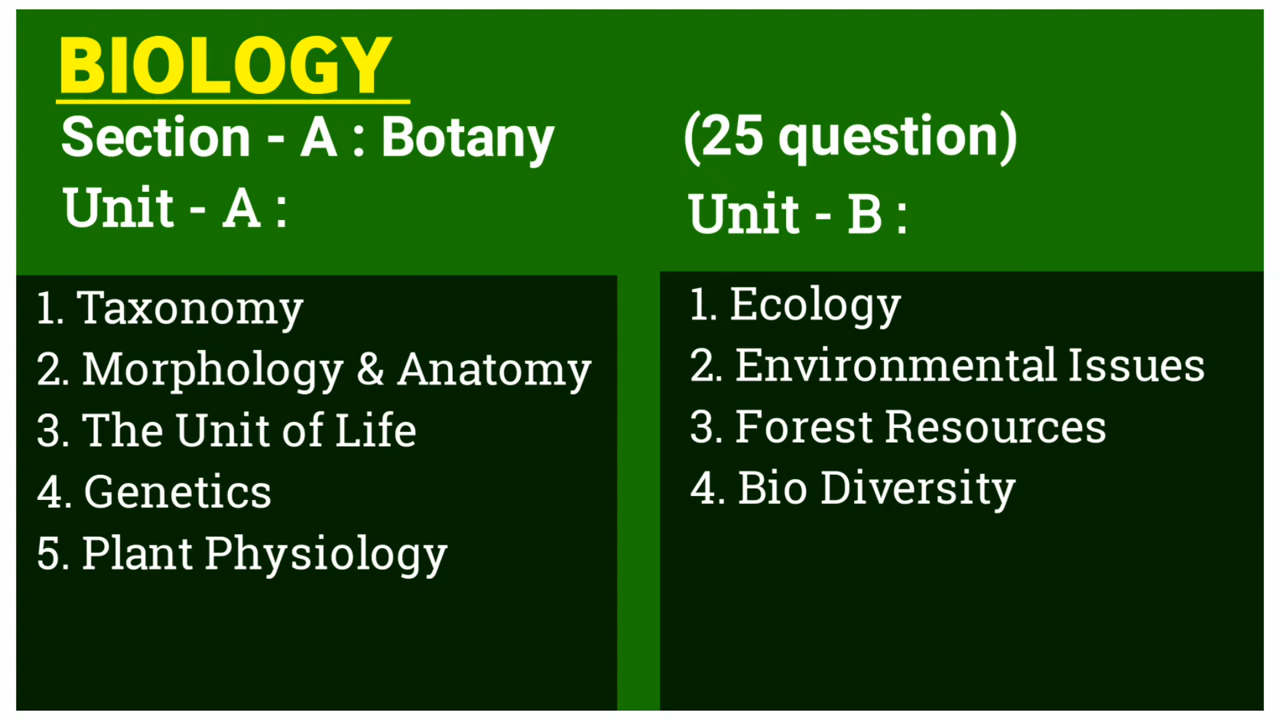 BIOLOGY
Section - A : Botany
(25 question)
Unit - A :
1. Taxonomy
2. Morphology & Anatomy
3. The Unit of Life
4. Genetics
5. Plant Physiology
Unit - B :
1. Ecology
2. Environmental Issues
3. Forest Resources
4. Bio Diversity